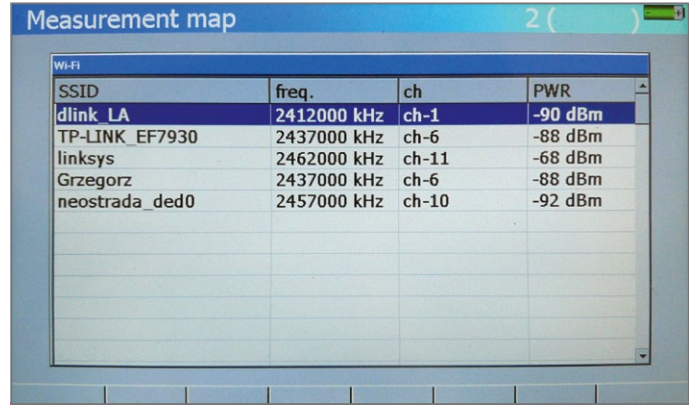 Measurement map 2 ( )
Wi-Fi
SSID freq. ch PWR
dlink_LA 2412000 kHz ch-1 -90 dBm
TP-LINK_EF7930 2437000 kHz ch-6 -88 dBm
linksys 2462000 kHz ch-11 -68 dBm
Grzegorz 2437000 kHz ch-6 -88 dBm
neostrada_ded0 2457000 kHz ch-10 -92 dBm